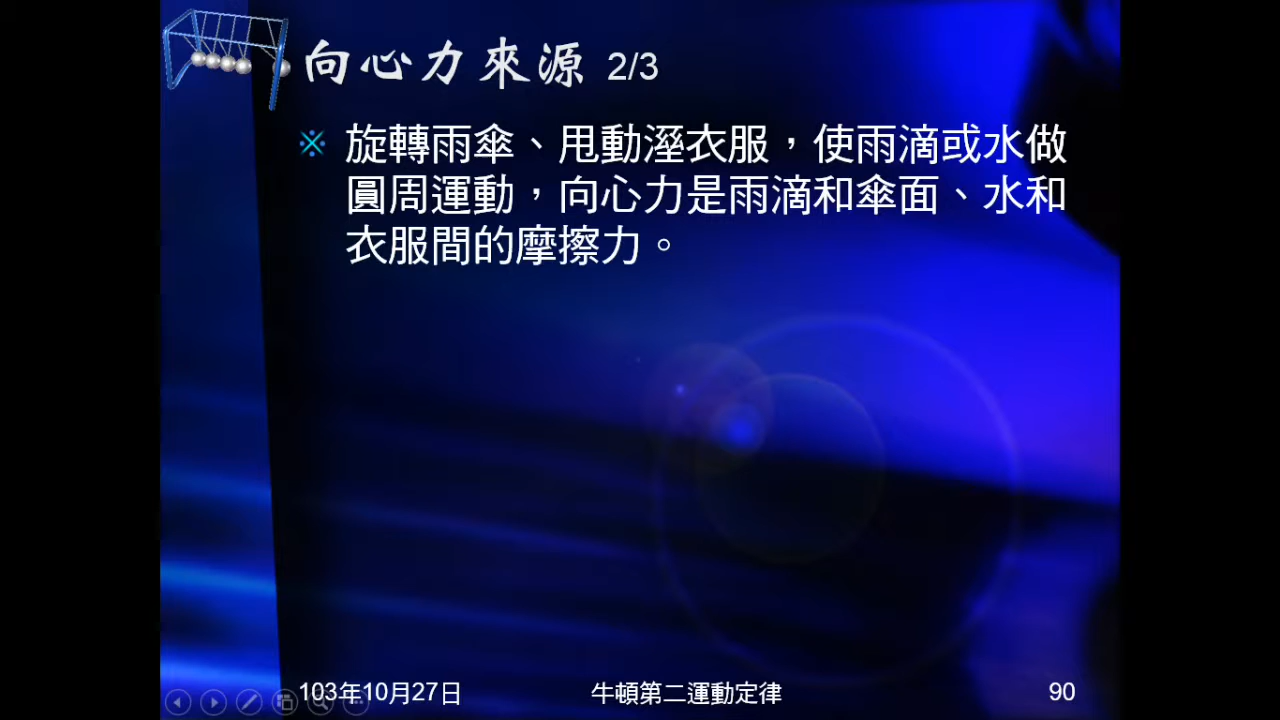 向心力來源 2/3
※ 旋轉雨傘、甩動溼衣服，使雨滴或水做
圓周運動，向心力是雨滴和傘面、水和
衣服間的摩擦力。
103年10月27日
牛頓第二運動定律
90